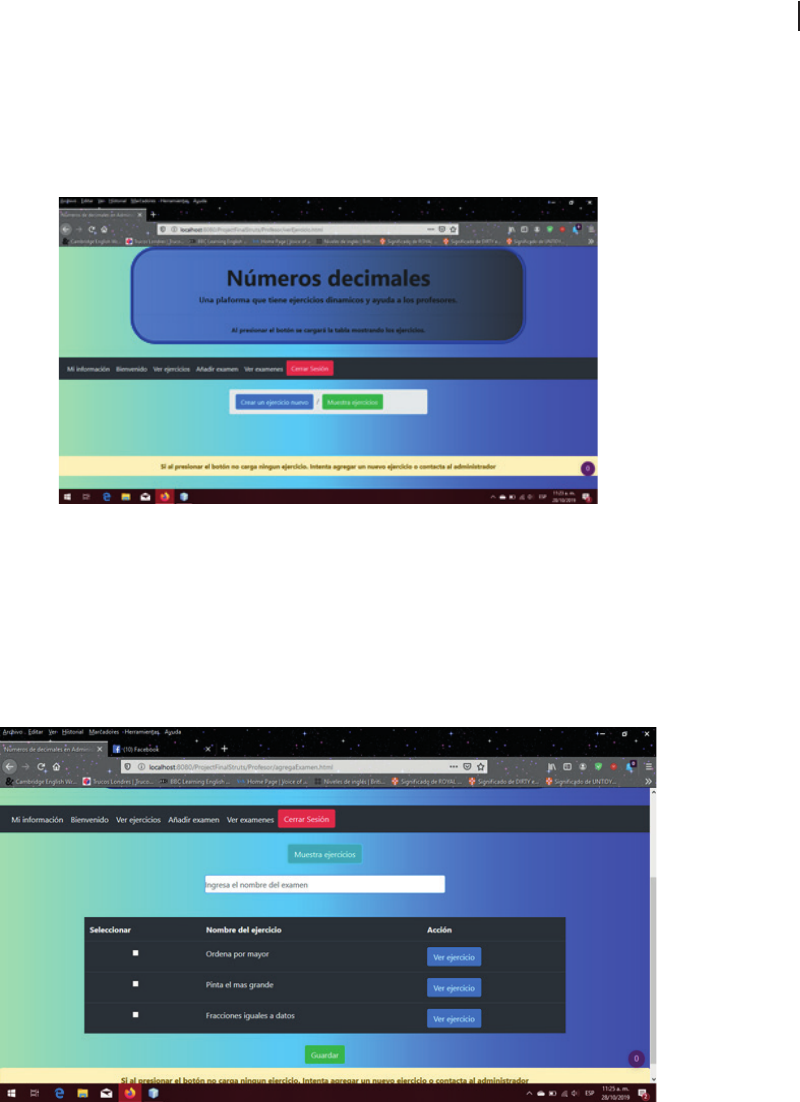 Archivo Editar Ver Historial Marcadores Herramientas Ayuda
Números de decimales en Admin
localhost:8080/ProjectFinalStruts/Profesor/verEjercicio.html
Cambridge English Wr... Trucos Londres | Truco... BBC Learning English ... Home Page | Voice of ... Niveles de inglés | Brit... Significado de ROYAL ... Significado de DIRTY e... Significado de UNTIDY...
Números decimales
Una plaforma que tiene ejercicios dinamicos y ayuda a los profesores.
Al presionar el botón se cargará la table mostrando los ejercicios.
Mi información Bienvenido Ver ejercicios Añadir examen Ver examenes Cerrar Sesión
Crear un ejercicio nuevo / Muestra ejercicios
Si al presionar el botón no carga ningun ejercicio. Intenta agregar un nuevo ejercicio o contacta al administrador
0
ESP 11:25 a. m.
28/10/2019
Archivo Editar Ver Historial Marcadores Herramientas Ayuda
Números de decimales en Admin (10) Facebook
localhost:8080/ProjectFinalStruts/Profesor/agregaExamen.html
Cambridge English Wr... Trucos Londres | Truco... BBC Learning English ... Home Page | Voice of ... Niveles de inglés | Brit... Significado de ROYAL ... Significado de DIRTY e... Significado de UNTIDY...
Mi información Bienvenido Ver ejercicios Añadir examen Ver examenes Cerrar Sesión
Muestra ejercicios
Ingresa el nombre del examen
Seleccionar Nombre del ejercicio Acción
Ordena por mayor Ver ejercicio
Pinta el mas grande Ver ejercicio
Fracciones iguales a datos Ver ejercicio
Guardar
0
Si al presionar el botón no carga ningun ejercicio. Intenta agregar un nuevo ejercicio o contacta al administrador
ESP 11:25 a. m.
28/10/2019